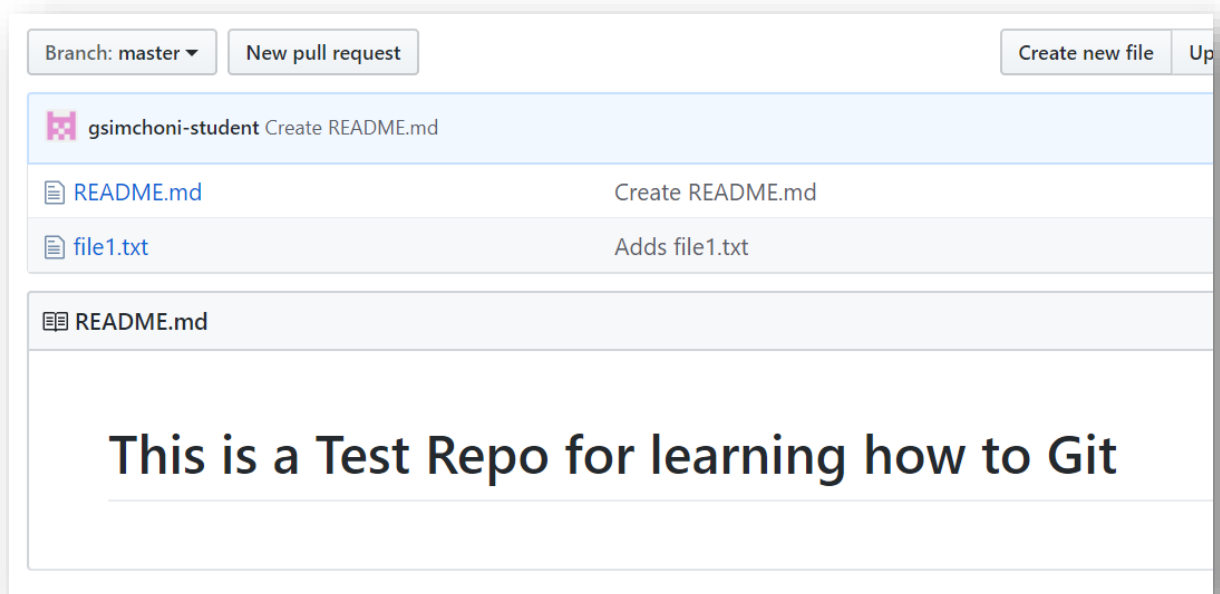 Branch: master New pull request Create new file Up
gsimchoni-student Create README.md
README.md Create README.md
file1.txt Adds file1.txt
README.md
This is a Test Repo for learning how to Git